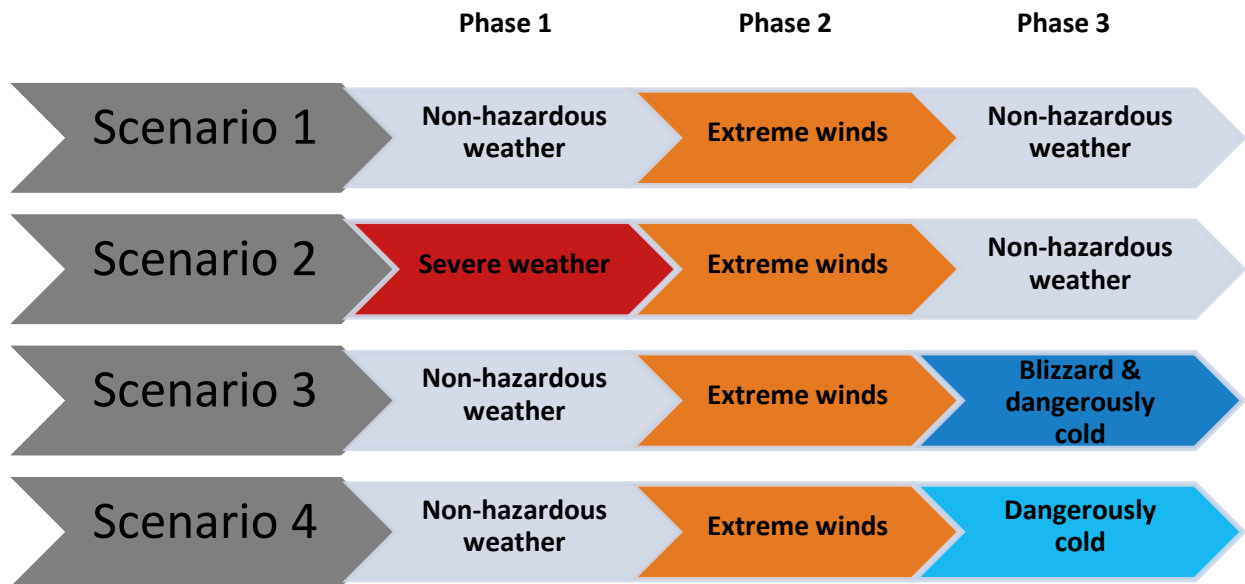 Phase 1 Phase 2 Phase 3
Scenario 1
Non-hazardous
weather
Extreme winds
Non-hazardous
weather
Scenario 2
Severe weather
Extreme winds
Non-hazardous
weather
Scenario 3
Non-hazardous
weather
Extreme winds
Blizzard &
dangerously
cold
Scenario 4
Non-hazardous
weather
Extreme winds
Dangerously
cold